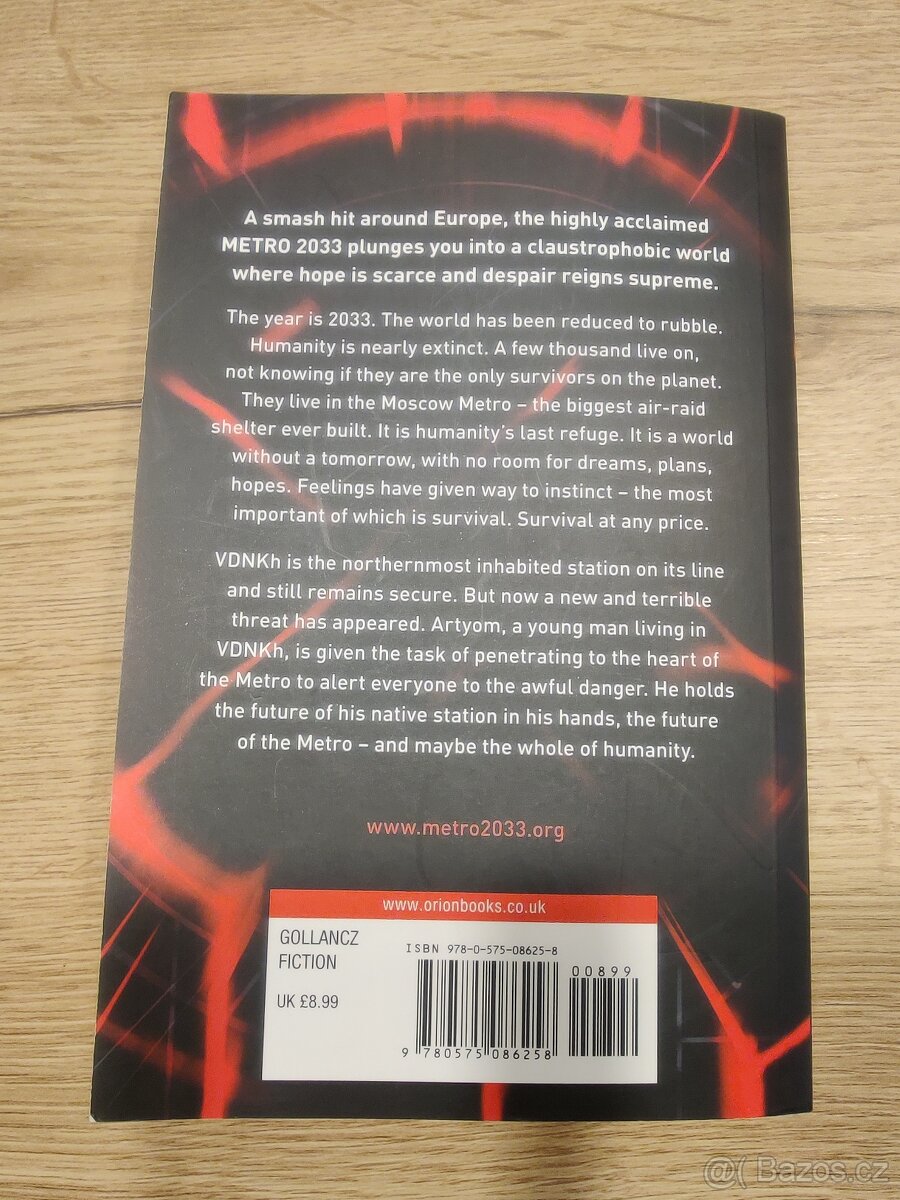 A smash hit around Europe, the highly acclaimed
METRO 2033 plunges you into a claustrophobic world
where hope is scarce and despair reigns supreme.
The year is 2033. The world has been reduced to rubble.
Humanity is nearly extinct. A few thousand live on,
not knowing if they are the only survivors on the planet.
They live in the Moscow Metro – the biggest air-raid
shelter ever built. It is humanity's last refuge. It is a world
without a tomorrow, with no room for dreams, plans,
hopes. Feelings have given way to instinct – the most
important of which is survival. Survival at any price.
VDNKh is the northernmost inhabited station on its line
and still remains secure. But now a new and terrible
threat has appeared. Artyom, a young man living in
VDNKh, is given the task of penetrating to the heart of
the Metro to alert everyone to the awful danger. He holds
the future of his native station in his hands, the future
of the Metro – and maybe the whole of humanity.
www.metro2033.org
www.orionbooks.co.uk
GOLLANCZ
FICTION
UK £8.99
ISBN 978-0-575-08625-8
00899
9 780575 086258
@( Bazos.cz